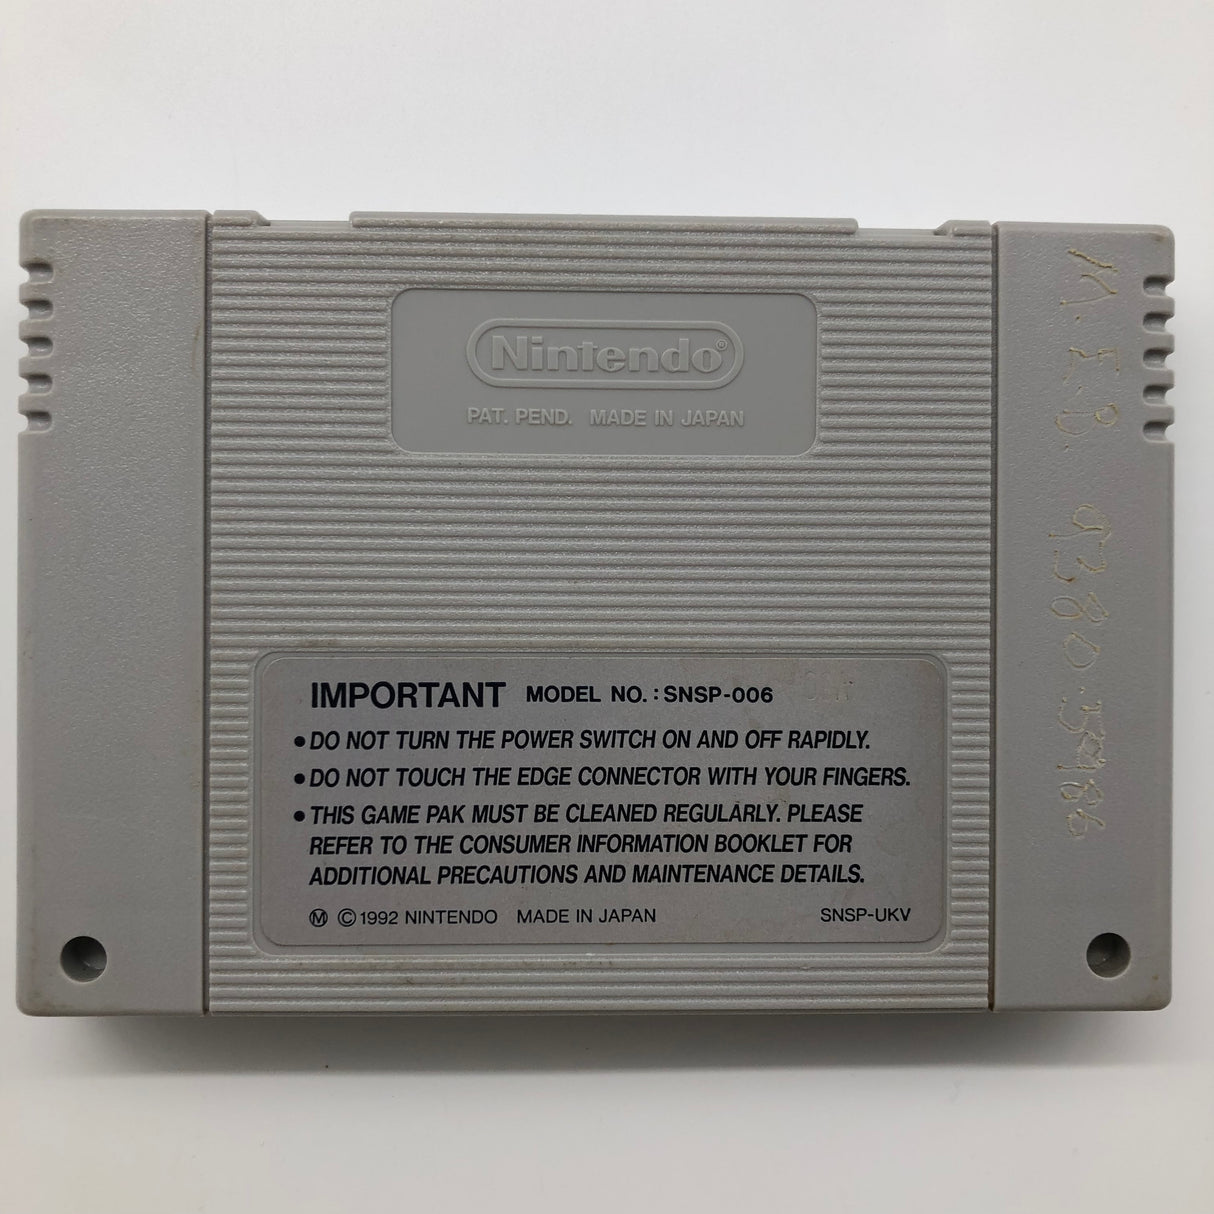 Nintendo®
PAT. PEND. MADE IN JAPAN
IMPORTANT MODEL NO. : SNSP-006
• DO NOT TURN THE POWER SWITCH ON AND OFF RAPIDLY.
• DO NOT TOUCH THE EDGE CONNECTOR WITH YOUR FINGERS.
• THIS GAME PAK MUST BE CLEANED REGULARLY. PLEASE
REFER TO THE CONSUMER INFORMATION BOOKLET FOR
ADDITIONAL PRECAUTIONS AND MAINTENANCE DETAILS.
Ⓜ ©1992 NINTENDO MADE IN JAPAN SNSP-UKV